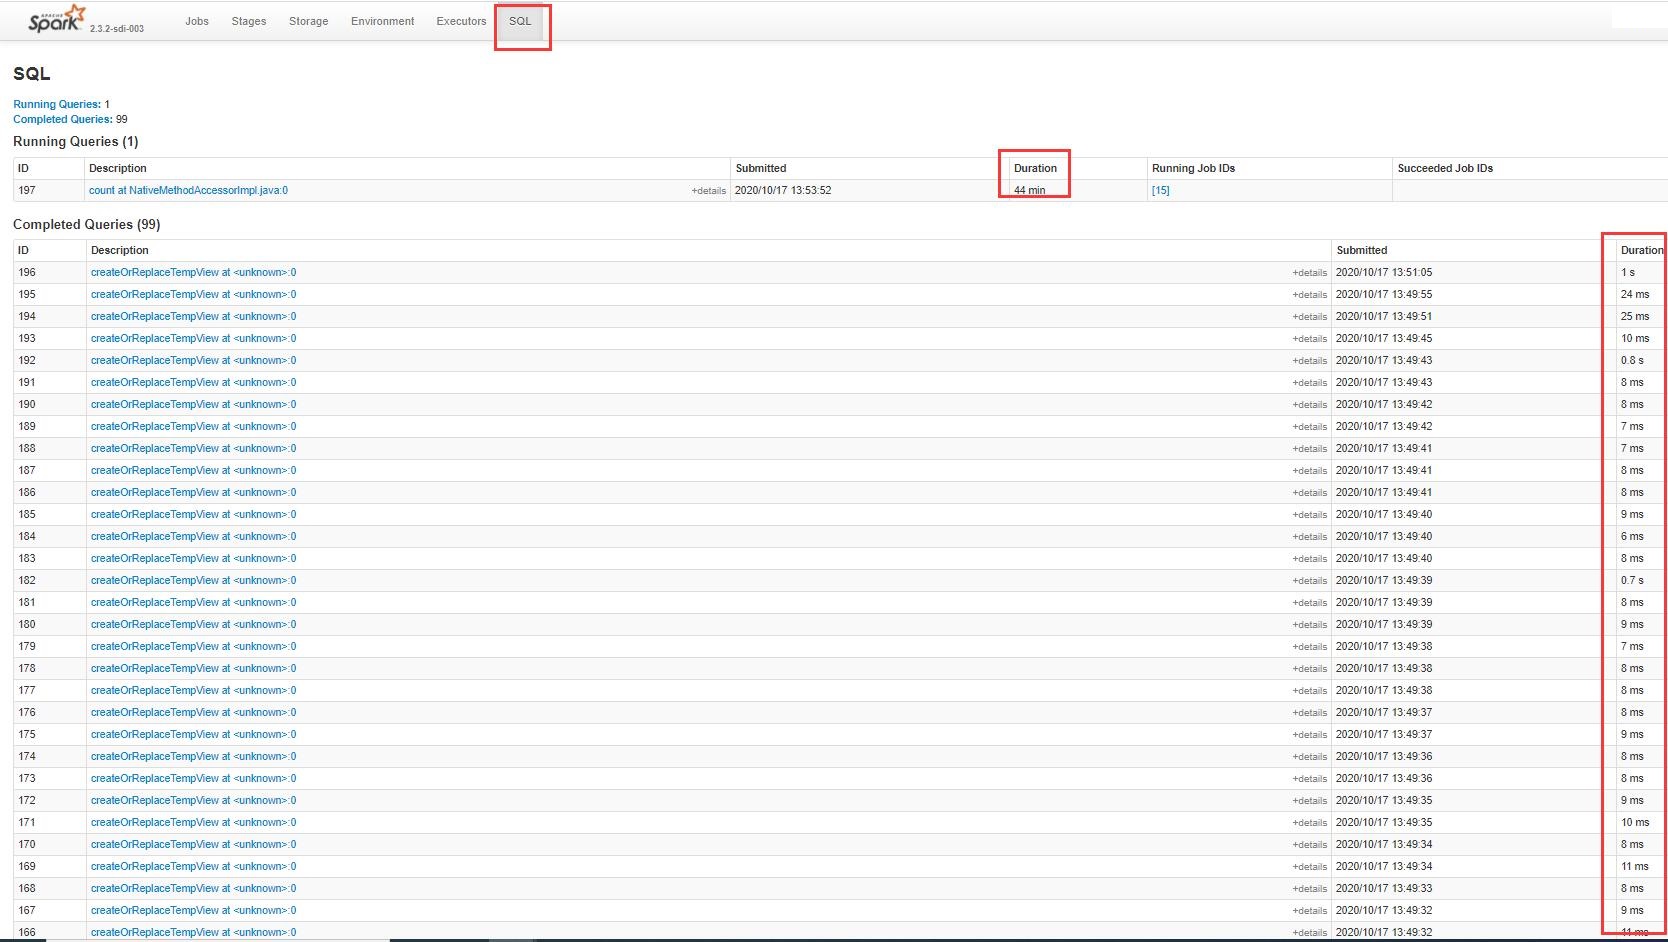 APACHE
Spark 2.3.2-sdi-003 Jobs Stages Storage Environment Executors SQL
SQL
Running Queries: 1
Completed Queries: 99
Running Queries (1)
ID Description Submitted Duration Running Job IDs Succeeded Job IDs
197 count at NativeMethodAccessorImpl.java:0 +details 2020/10/17 13:53:52 44 min [15]
Completed Queries (99)
ID Description Submitted Duration
196 createOrReplaceTempView at <unknown>:0 +details 2020/10/17 13:51:05 1 s
195 createOrReplaceTempView at <unknown>:0 +details 2020/10/17 13:49:55 24 ms
194 createOrReplaceTempView at <unknown>:0 +details 2020/10/17 13:49:51 25 ms
193 createOrReplaceTempView at <unknown>:0 +details 2020/10/17 13:49:45 10 ms
192 createOrReplaceTempView at <unknown>:0 +details 2020/10/17 13:49:43 0.8 s
191 createOrReplaceTempView at <unknown>:0 +details 2020/10/17 13:49:43 8 ms
190 createOrReplaceTempView at <unknown>:0 +details 2020/10/17 13:49:42 8 ms
189 createOrReplaceTempView at <unknown>:0 +details 2020/10/17 13:49:42 7 ms
188 createOrReplaceTempView at <unknown>:0 +details 2020/10/17 13:49:41 7 ms
187 createOrReplaceTempView at <unknown>:0 +details 2020/10/17 13:49:41 8 ms
186 createOrReplaceTempView at <unknown>:0 +details 2020/10/17 13:49:41 8 ms
185 createOrReplaceTempView at <unknown>:0 +details 2020/10/17 13:49:40 9 ms
184 createOrReplaceTempView at <unknown>:0 +details 2020/10/17 13:49:40 6 ms
183 createOrReplaceTempView at <unknown>:0 +details 2020/10/17 13:49:40 8 ms
182 createOrReplaceTempView at <unknown>:0 +details 2020/10/17 13:49:39 0.7 s
181 createOrReplaceTempView at <unknown>:0 +details 2020/10/17 13:49:39 8 ms
180 createOrReplaceTempView at <unknown>:0 +details 2020/10/17 13:49:39 9 ms
179 createOrReplaceTempView at <unknown>:0 +details 2020/10/17 13:49:38 7 ms
178 createOrReplaceTempView at <unknown>:0 +details 2020/10/17 13:49:38 8 ms
177 createOrReplaceTempView at <unknown>:0 +details 2020/10/17 13:49:38 8 ms
176 createOrReplaceTempView at <unknown>:0 +details 2020/10/17 13:49:37 8 ms
175 createOrReplaceTempView at <unknown>:0 +details 2020/10/17 13:49:37 9 ms
174 createOrReplaceTempView at <unknown>:0 +details 2020/10/17 13:49:36 8 ms
173 createOrReplaceTempView at <unknown>:0 +details 2020/10/17 13:49:36 8 ms
172 createOrReplaceTempView at <unknown>:0 +details 2020/10/17 13:49:35 9 ms
171 createOrReplaceTempView at <unknown>:0 +details 2020/10/17 13:49:35 10 ms
170 createOrReplaceTempView at <unknown>:0 +details 2020/10/17 13:49:34 8 ms
169 createOrReplaceTempView at <unknown>:0 +details 2020/10/17 13:49:34 11 ms
168 createOrReplaceTempView at <unknown>:0 +details 2020/10/17 13:49:33 8 ms
167 createOrReplaceTempView at <unknown>:0 +details 2020/10/17 13:49:32 9 ms
166 createOrReplaceTempView at <unknown>:0 +details 2020/10/17 13:49:32 11 ms